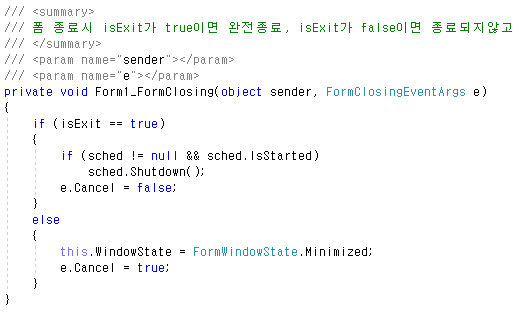 /// <summary>
/// 폼 종료시 isExit가 true이면 완전종료, isExit가 false이면 종료되지않고
/// </summary>
/// <param name="sender"></param>
/// <param name="e"></param>
private void Form1_FormClosing(object sender, FormClosingEventArgs e)
{
if (isExit == true)
{
if (sched != null && sched.IsStarted)
sched.Shutdown();
e.Cancel = false;
}
else
{
this.WindowState = FormWindowState.Minimized;
e.Cancel = true;
}
}